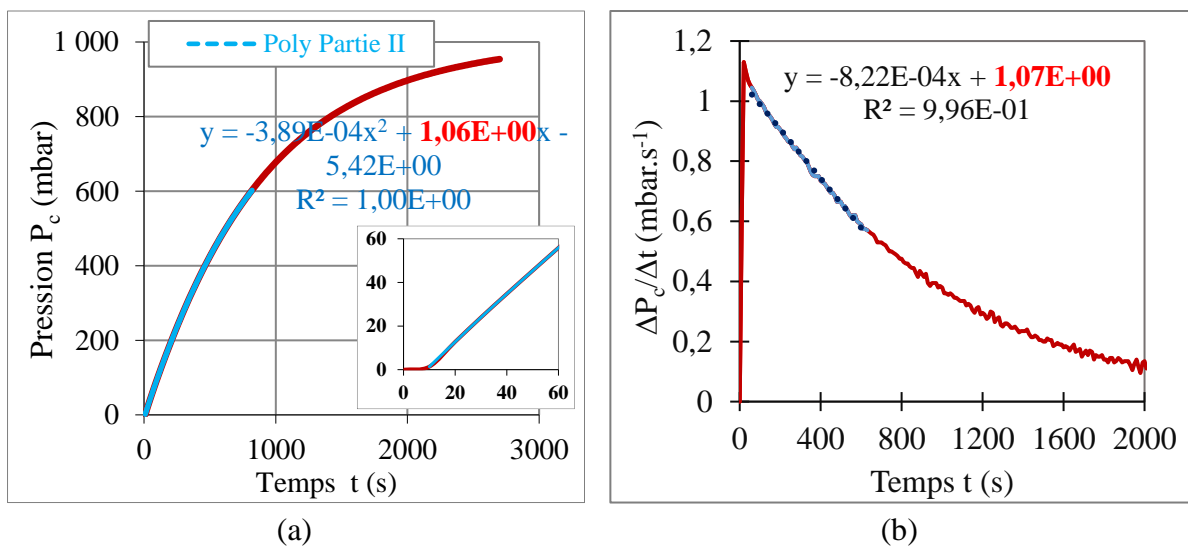 1 000
800
600
400
200
0
Pression Pc (mbar)
Poly Partie II
y = -3,89E-04x² + 1,06E+00x -
5,42E+00
R² = 1,00E+00
60
40
20
0
0 20 40 60
0 1000 2000 3000
Temps t (s)
(a)
1,2
1
0,8
0,6
0,4
0,2
0
ΔPc/Δt (mbar.s-1)
y = -8,22E-04x + 1,07E+00
R² = 9,96E-01
0 400 800 1200 1600 2000
Temps t (s)
(b)